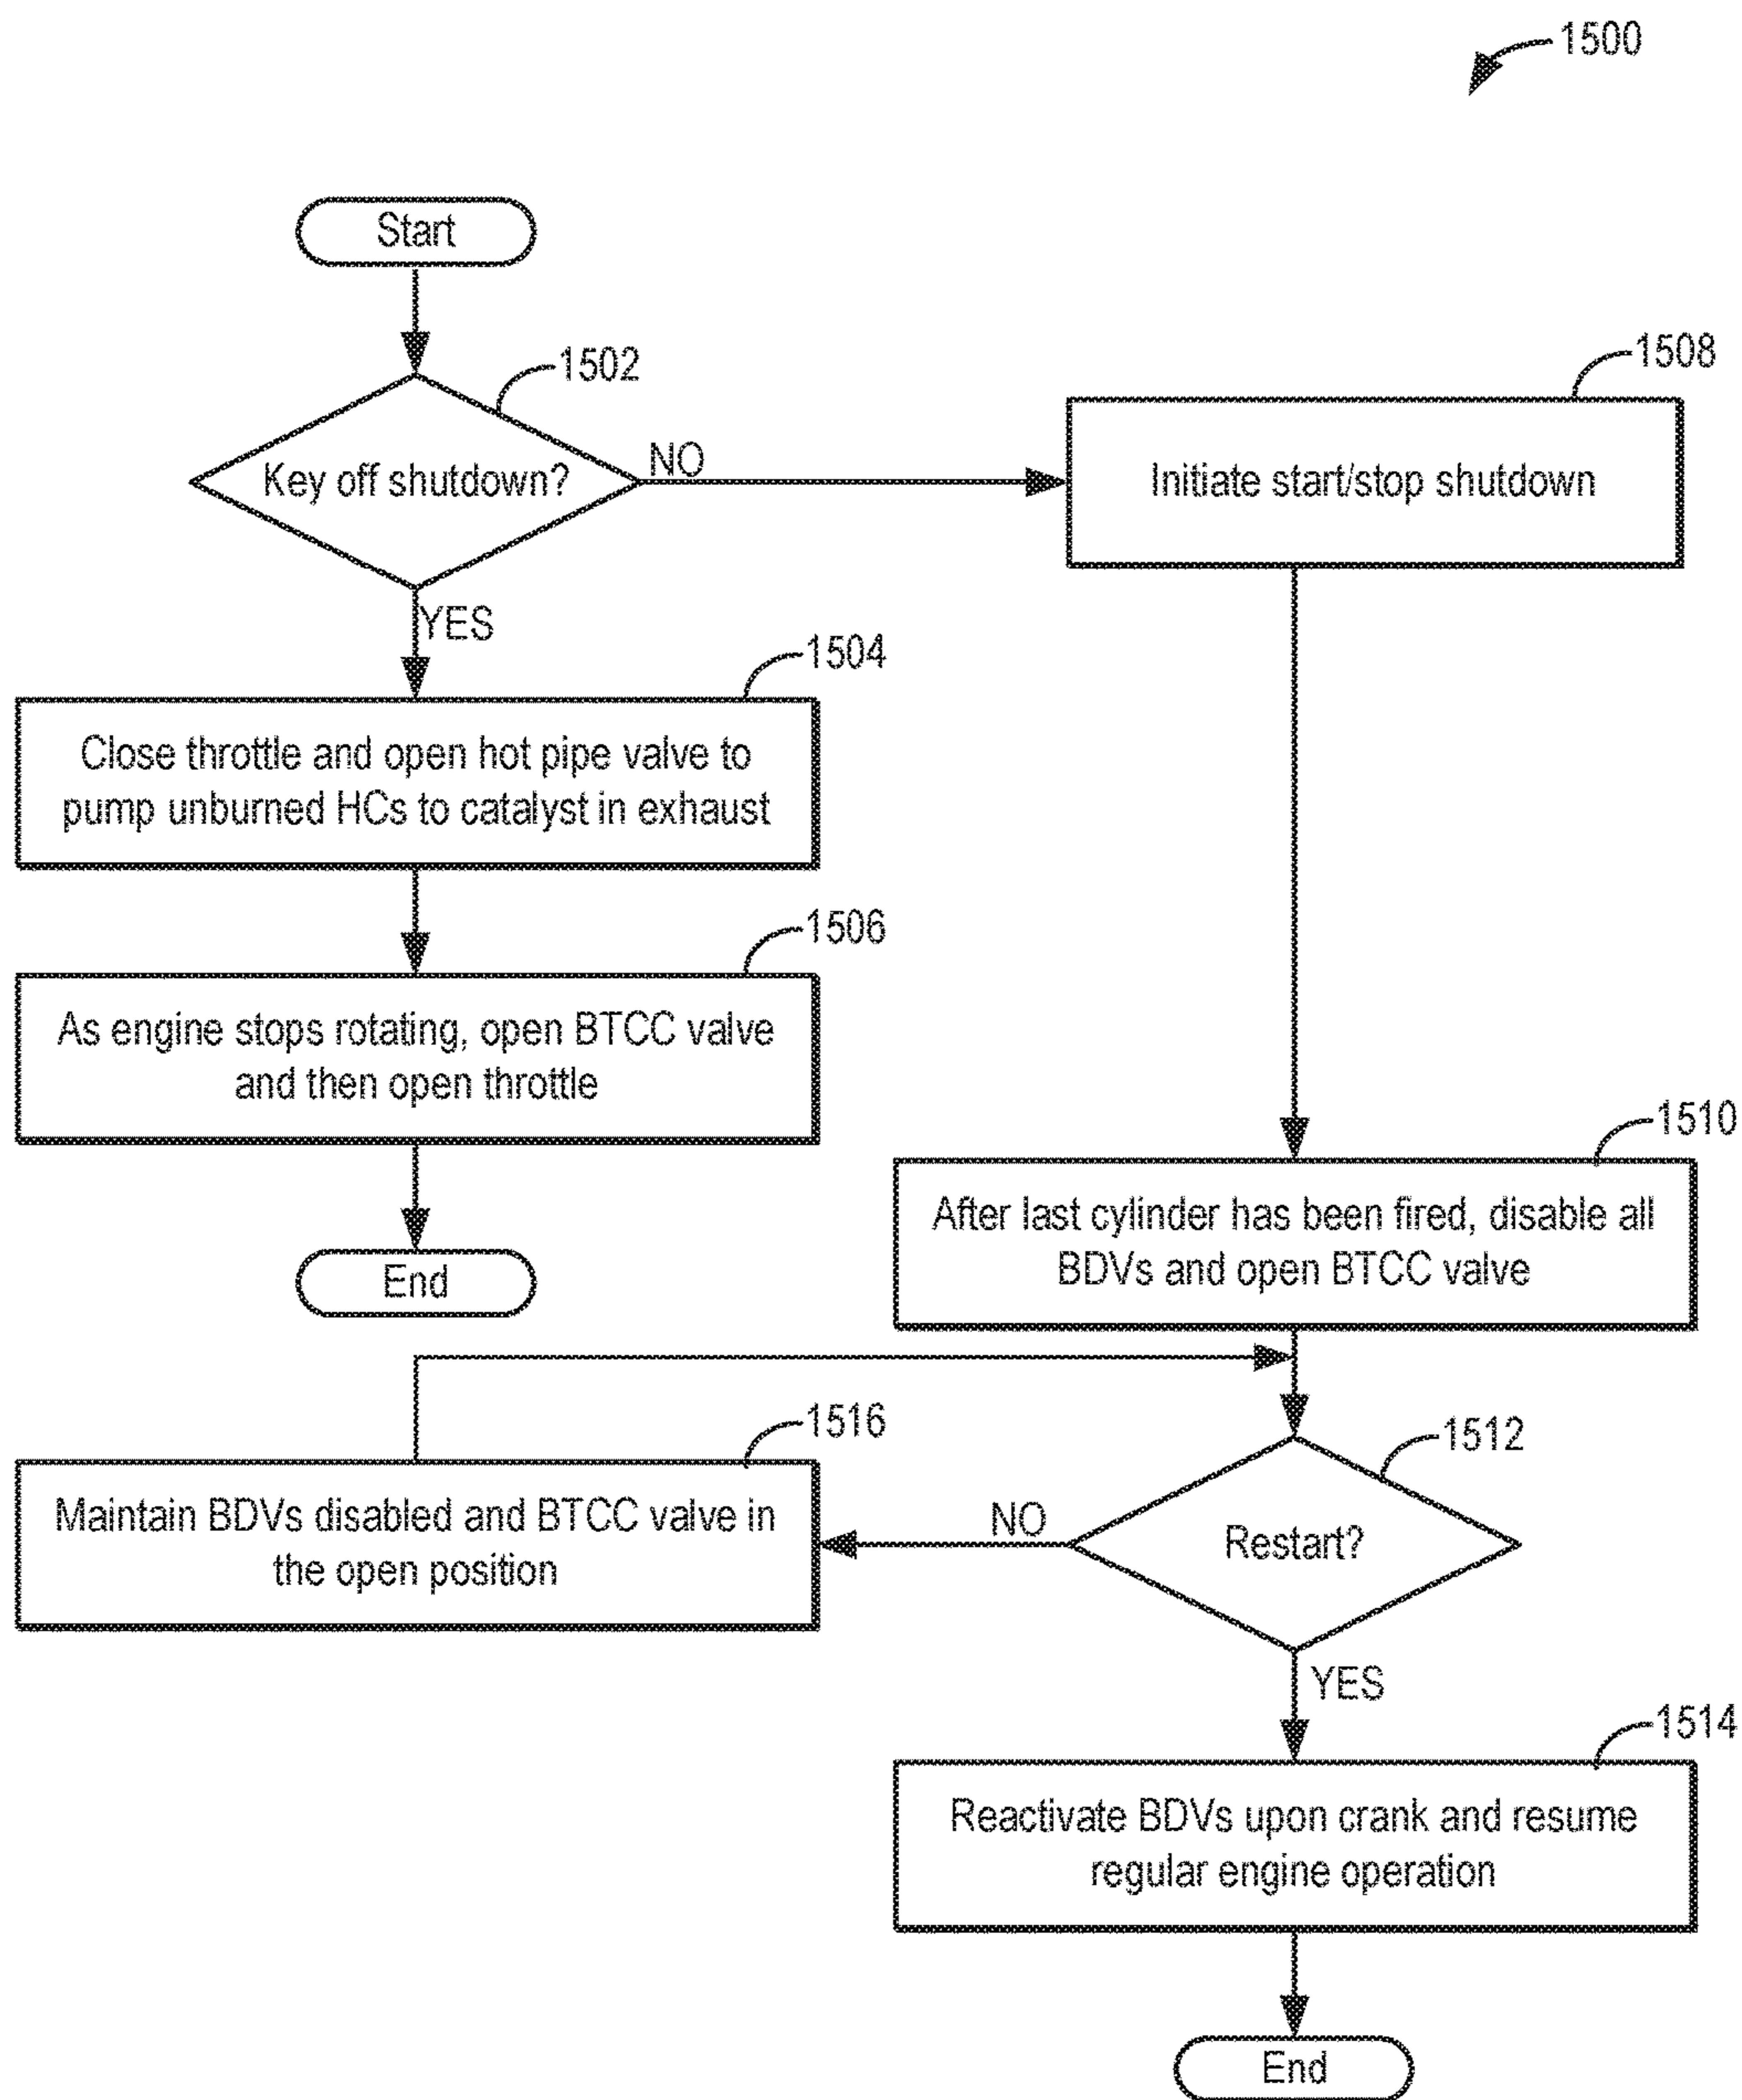 1500
Start
1502
Key off shutdown?
NO
1508
Initiate start/stop shutdown
YES
1504
Close throttle and open hot pipe valve to
pump unburned HCs to catalyst in exhaust
1506
As engine stops rotating, open BTCC valve
and then open throttle
End
1510
After last cylinder has been fired, disable all
BDVs and open BTCC valve
1516
Maintain BDVs disabled and BTCC valve in
the open position
NO
1512
Restart?
YES
1514
Reactivate BDVs upon crank and resume
regular engine operation
End